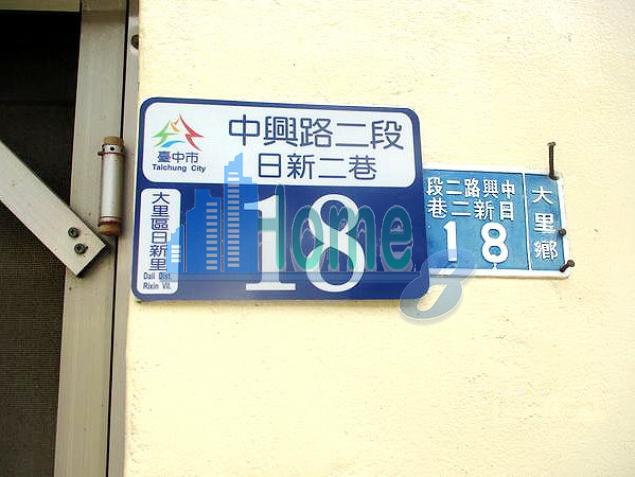 臺中市
Taichung City
中興路二段
日新二巷
大里區日新里
Dali Dist.
Rixin Vil.
18
Home 8
大里鄉
中興路二段
日新二巷
18